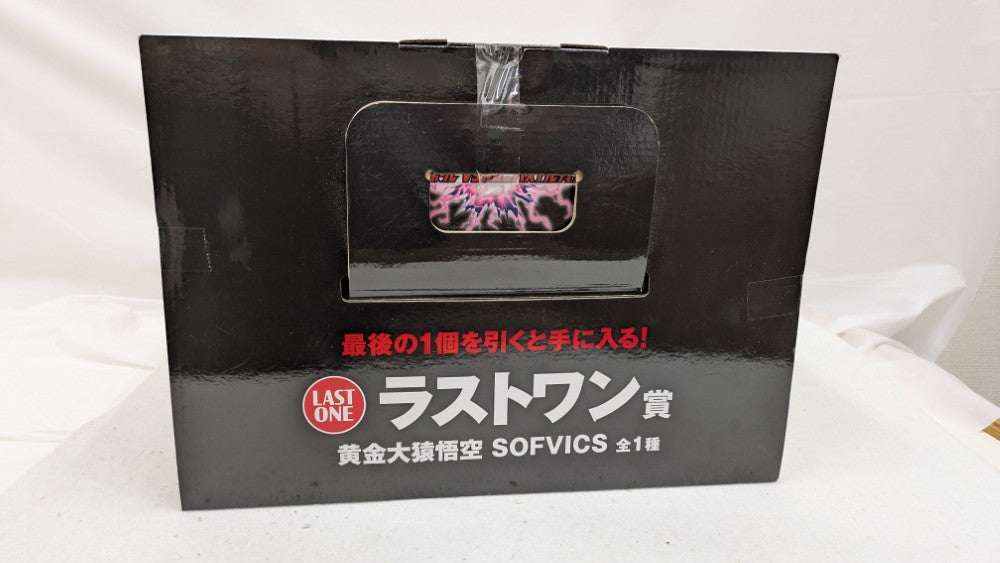 最後の1個を引くと手に入る!
LAST
ONE
ラストワン賞
黄金大猿悟空 SOFVICS 全1種